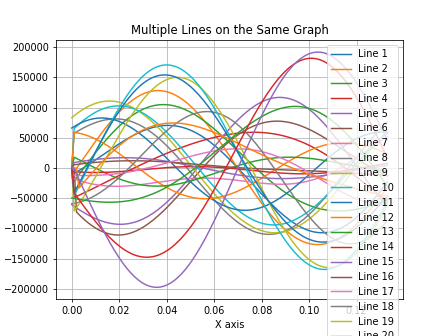 Multiple Lines on the Same Graph
200000
150000
100000
50000
0
−50000
−100000
−150000
−200000
0.00
0.02
0.04
0.06
0.08
0.10
X axis
Line 1
Line 2
Line 3
Line 4
Line 5
Line 6
Line 7
Line 8
Line 9
Line 10
Line 11
Line 12
Line 13
Line 14
Line 15
Line 16
Line 17
Line 18
Line 19
Line 20